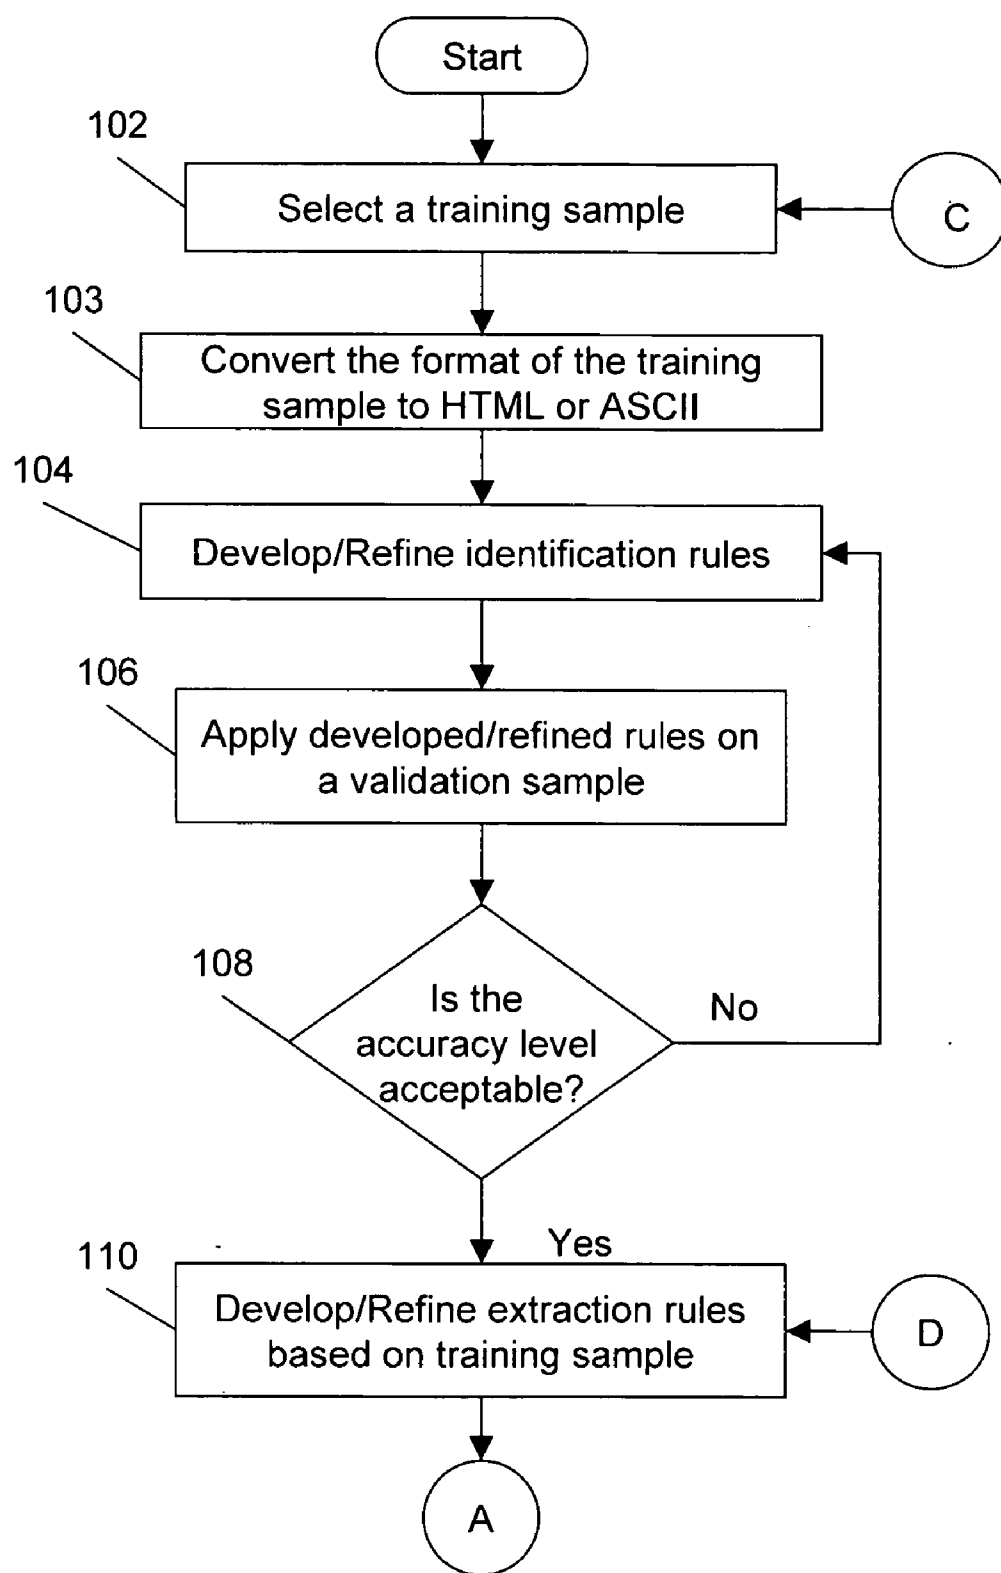 Start
102
Select a training sample
C
103
Convert the format of the training
sample to HTML or ASCII
104
Develop/Refine identification rules
106
Apply developed/refined rules on
a validation sample
108
Is the
accuracy level
acceptable?
No
Yes
110
Develop/Refine extraction rules
based on training sample
D
A